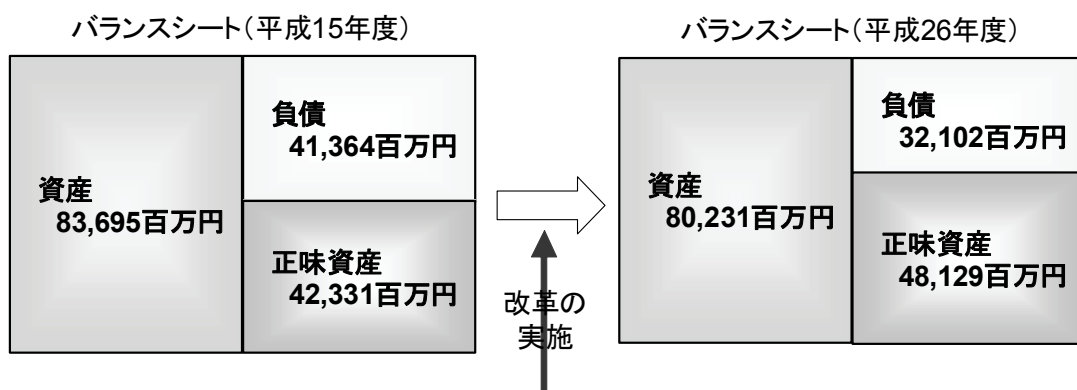 バランスシート(平成15年度)
資産
83,695百万円
負債
41,364百万円
正味資産
42,331百万円
改革の
実施
バランスシート(平成26年度)
資産
80,231百万円
負債
32,102百万円
正味資産
48,129百万円